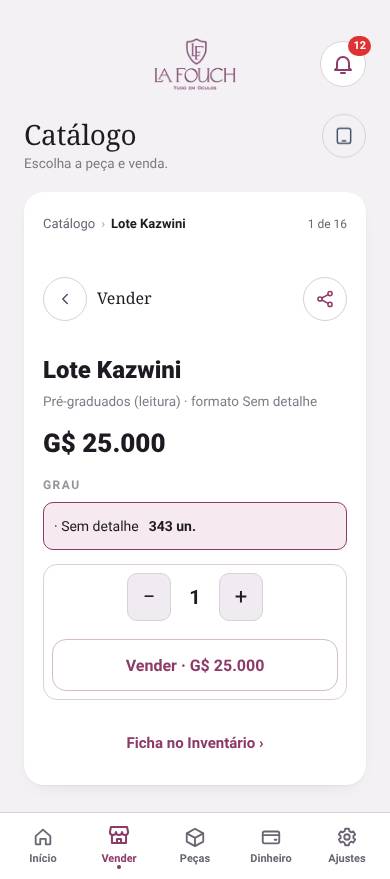 LA FOUCH
TUDO EM ÓCULOS
12
Catálogo
Escolha a peça e venda.
Catálogo › Lote Kazwini
1 de 16
Vender
Lote Kazwini
Pré-graduados (leitura) · formato Sem detalhe
G$ 25.000
GRAU
· Sem detalhe 343 un.
− 1 +
Vender · G$ 25.000
Ficha no Inventário ›
Início Vender Peças Dinheiro Ajustes